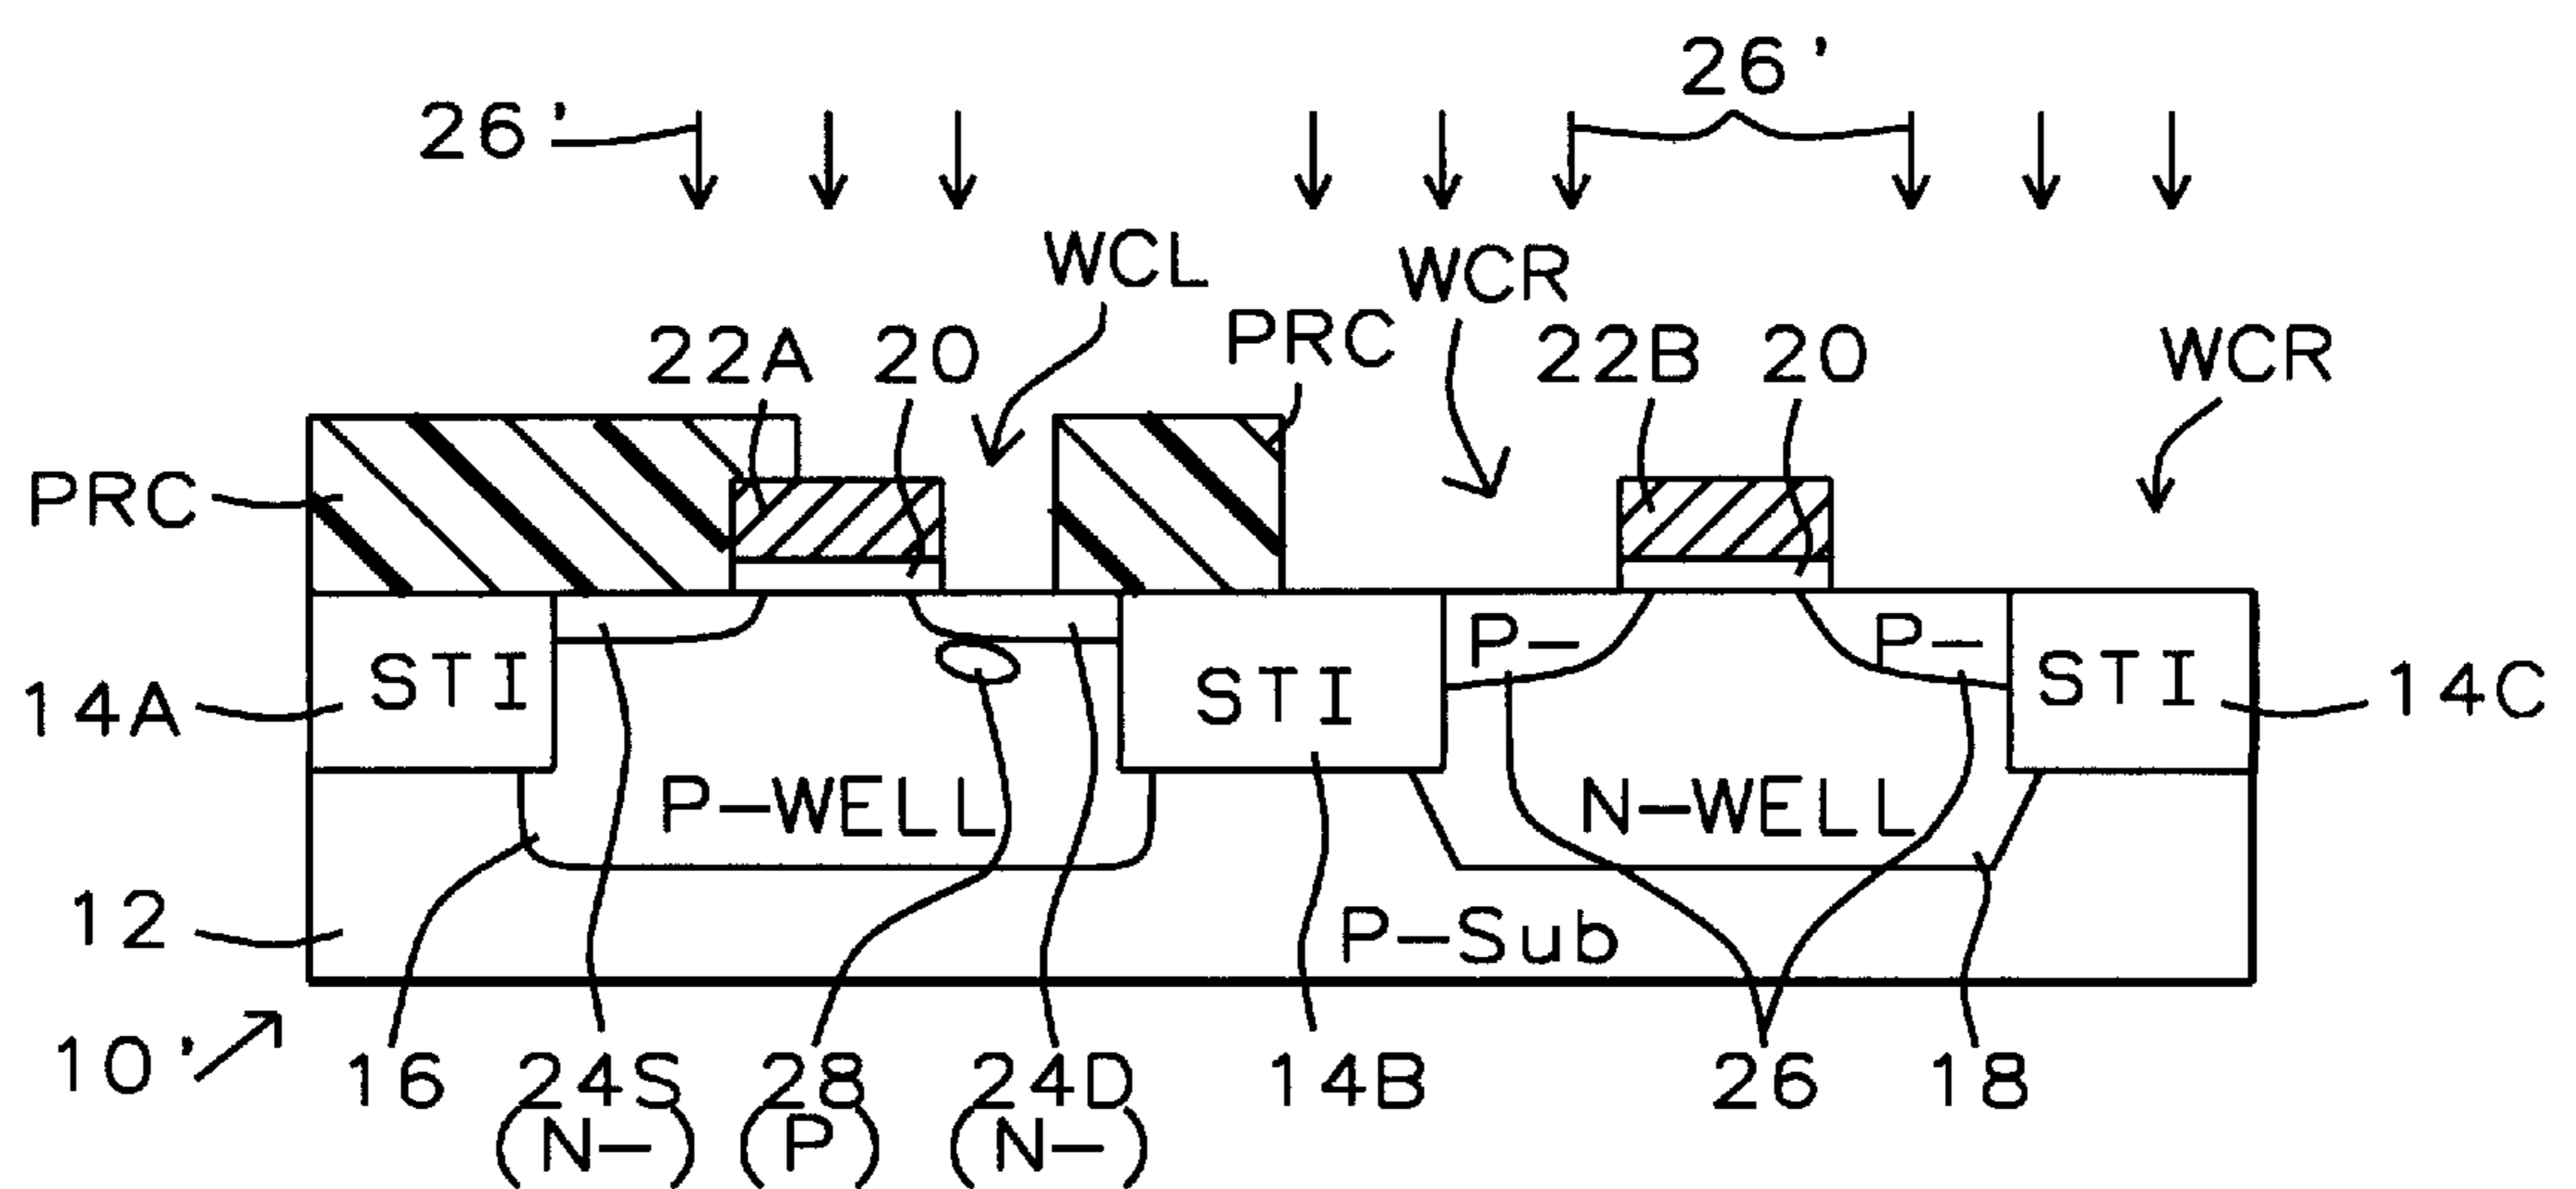 26' 26'
WCL WCR
22A 20 PRC 22B 20 WCR
PRC
P- P-
STI STI STI
14A 14C
P-WELL N-WELL
12 P-Sub
10' 16 24S 28 24D 14B 26 18
(N-) (P) (N-)